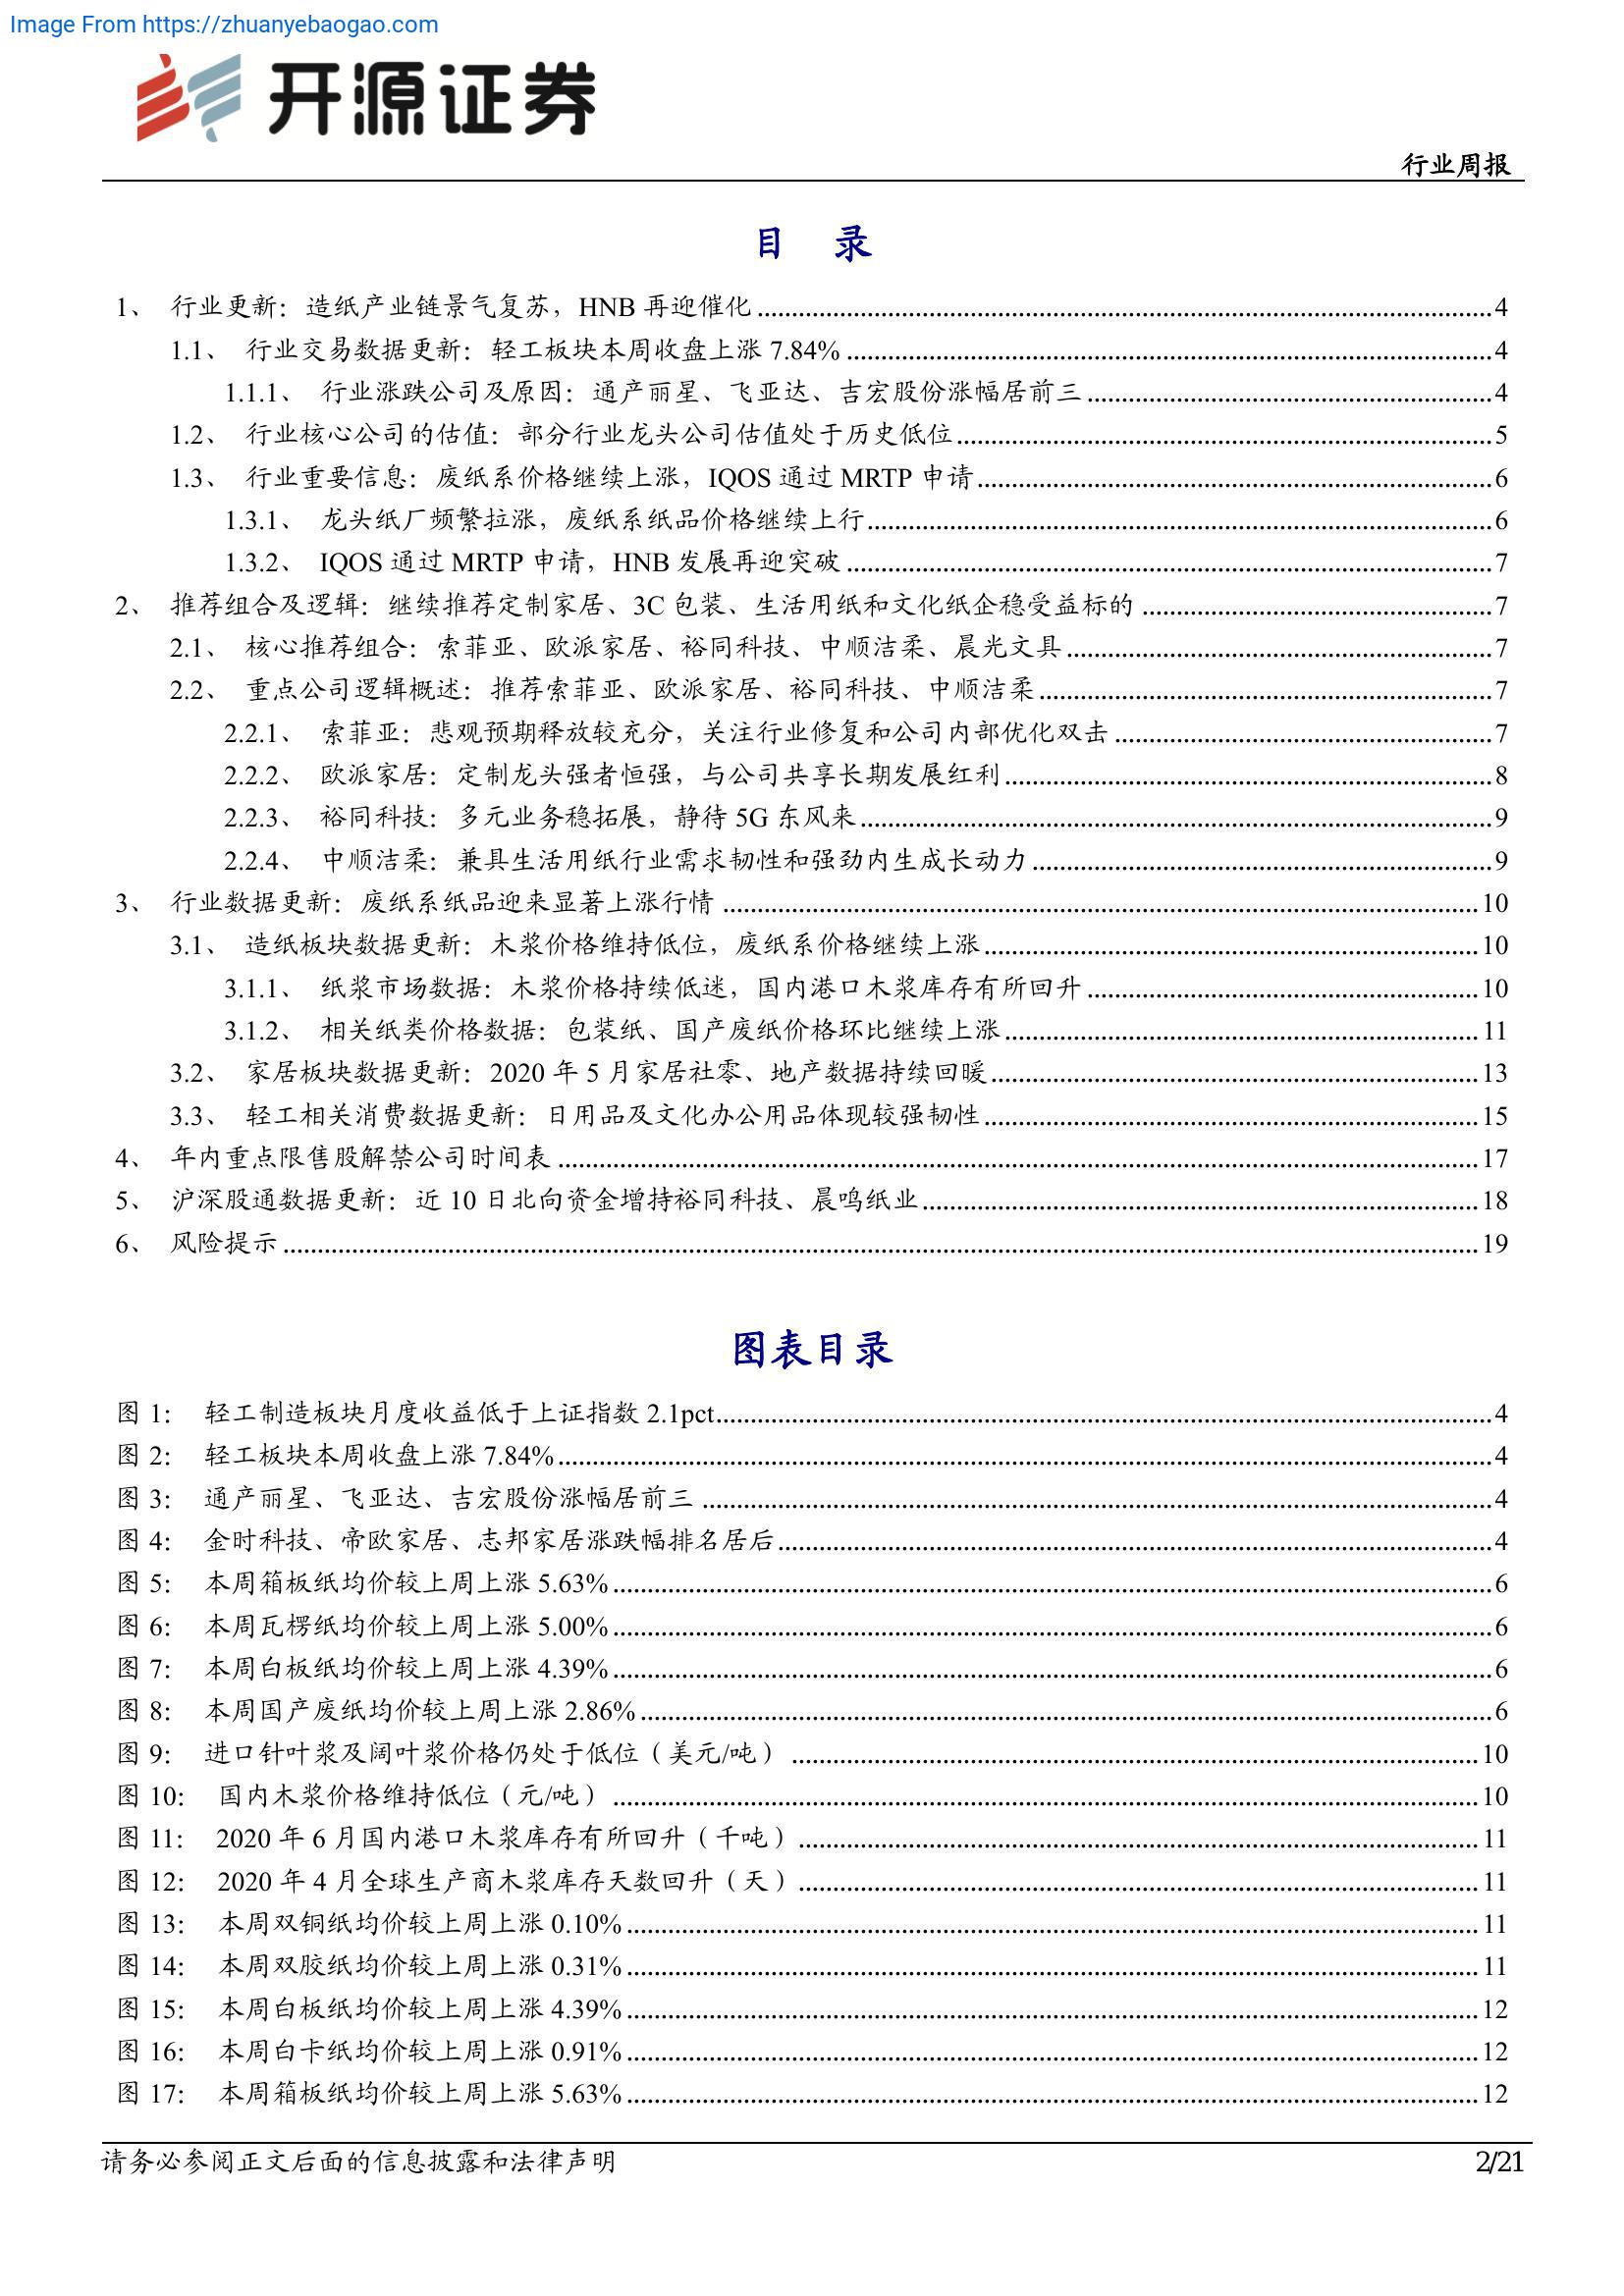 Image From https://zhuanyebaogao.com
开源证券
行业周报
目 录
1、 行业更新：造纸产业链景气复苏，HNB 再迎催化 4
1.1、 行业交易数据更新：轻工板块本周收盘上涨 7.84% 4
1.1.1、 行业涨跌公司及原因：通产丽星、飞亚达、吉宏股份涨幅居前三 4
1.2、 行业核心公司的估值：部分行业龙头公司估值处于历史低位 5
1.3、 行业重要信息：废纸系价格继续上涨，IQOS 通过 MRTP 申请 6
1.3.1、 龙头纸厂频繁拉涨，废纸系纸品价格继续上行 6
1.3.2、 IQOS 通过 MRTP 申请，HNB 发展再迎突破 7
2、 推荐组合及逻辑：继续推荐定制家居、3C 包装、生活用纸和文化纸企稳受益标的 7
2.1、 核心推荐组合：索菲亚、欧派家居、裕同科技、中顺洁柔、晨光文具 7
2.2、 重点公司逻辑概述：推荐索菲亚、欧派家居、裕同科技、中顺洁柔 7
2.2.1、 索菲亚：悲观预期释放较充分，关注行业修复和公司内部优化双击 7
2.2.2、 欧派家居：定制龙头强者恒强，与公司共享长期发展红利 8
2.2.3、 裕同科技：多元业务稳拓展，静待 5G 东风来 9
2.2.4、 中顺洁柔：兼具生活用纸行业需求韧性和强劲内生成长动力 9
3、 行业数据更新：废纸系纸品迎来显著上涨行情 10
3.1、 造纸板块数据更新：木浆价格维持低位，废纸系价格继续上涨 10
3.1.1、 纸浆市场数据：木浆价格持续低迷，国内港口木浆库存有所回升 10
3.1.2、 相关纸类价格数据：包装纸、国产废纸价格环比继续上涨 11
3.2、 家居板块数据更新：2020 年 5 月家居社零、地产数据持续回暖 13
3.3、 轻工相关消费数据更新：日用品及文化办公用品体现较强韧性 15
4、 年内重点限售股解禁公司时间表 17
5、 沪深股通数据更新：近 10 日北向资金增持裕同科技、晨鸣纸业 18
6、 风险提示 19
图表目录
图 1： 轻工制造板块月度收益低于上证指数 2.1pct 4
图 2： 轻工板块本周收盘上涨 7.84% 4
图 3： 通产丽星、飞亚达、吉宏股份涨幅居前三 4
图 4： 金时科技、帝欧家居、志邦家居涨跌幅排名居后 4
图 5： 本周箱板纸均价较上周上涨 5.63% 6
图 6： 本周瓦楞纸均价较上周上涨 5.00% 6
图 7： 本周白板纸均价较上周上涨 4.39% 6
图 8： 本周国产废纸均价较上周上涨 2.86% 6
图 9： 进口针叶浆及阔叶浆价格仍处于低位（美元/吨） 10
图 10： 国内木浆价格维持低位（元/吨） 10
图 11： 2020 年 6 月国内港口木浆库存有所回升（千吨） 11
图 12： 2020 年 4 月全球生产商木浆库存天数回升（天） 11
图 13： 本周双铜纸均价较上周上涨 0.10% 11
图 14： 本周双胶纸均价较上周上涨 0.31% 11
图 15： 本周白板纸均价较上周上涨 4.39% 12
图 16： 本周白卡纸均价较上周上涨 0.91% 12
图 17： 本周箱板纸均价较上周上涨 5.63% 12
请务必参阅正文后面的信息披露和法律声明 2/21